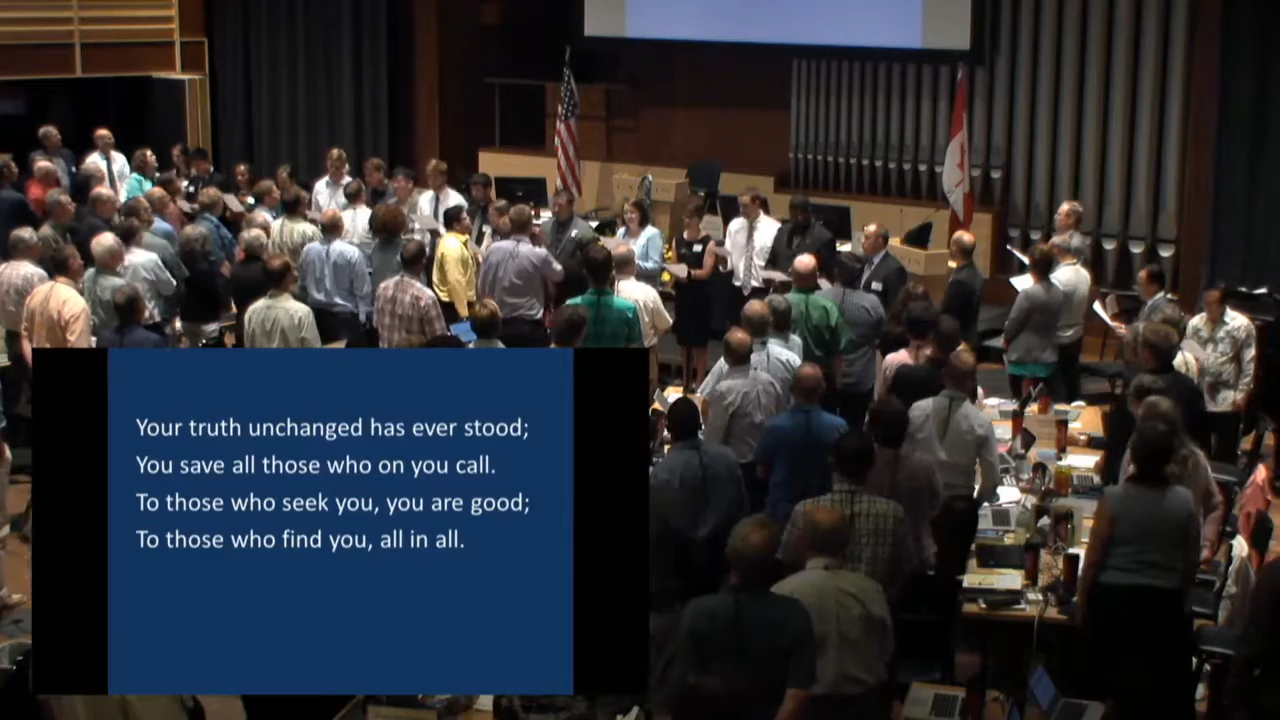 Your truth unchanged has ever stood;
You save all those who on you call.
To those who seek you, you are good;
To those who find you, all in all.